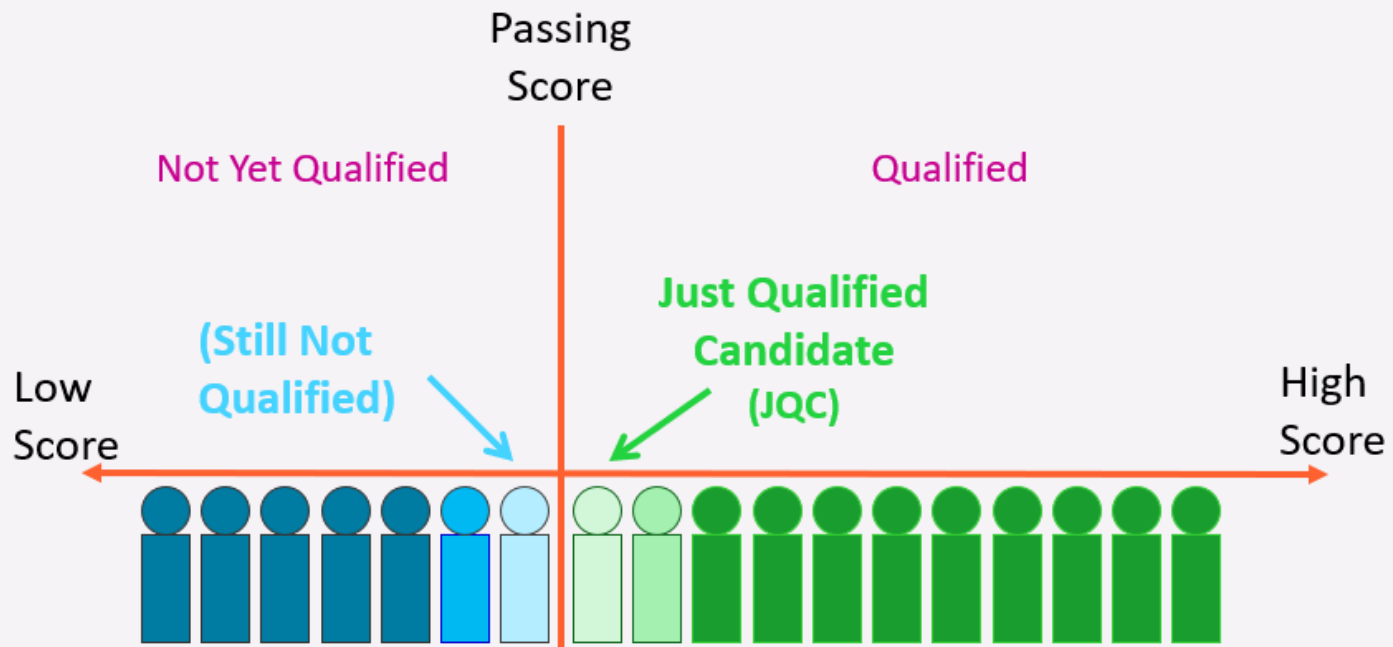 Passing
Score
Not Yet Qualified
Qualified
Just Qualified
Candidate
(JQC)
(Still Not
Qualified)
Low
Score
High
Score